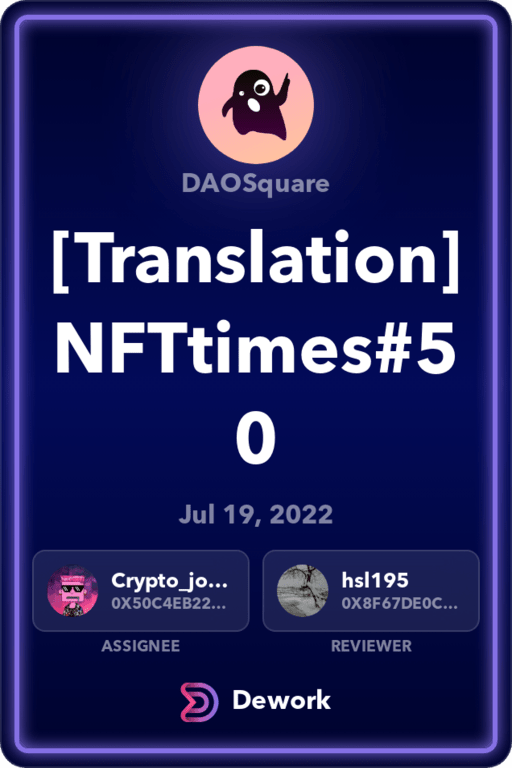 DAOSquare
[Translation]
NFTtimes#5
0
Jul 19, 2022
Crypto_jo...
0X50C4EB22...
hsl195
0X8F67DE0C...
ASSIGNEE
REVIEWER
Dework